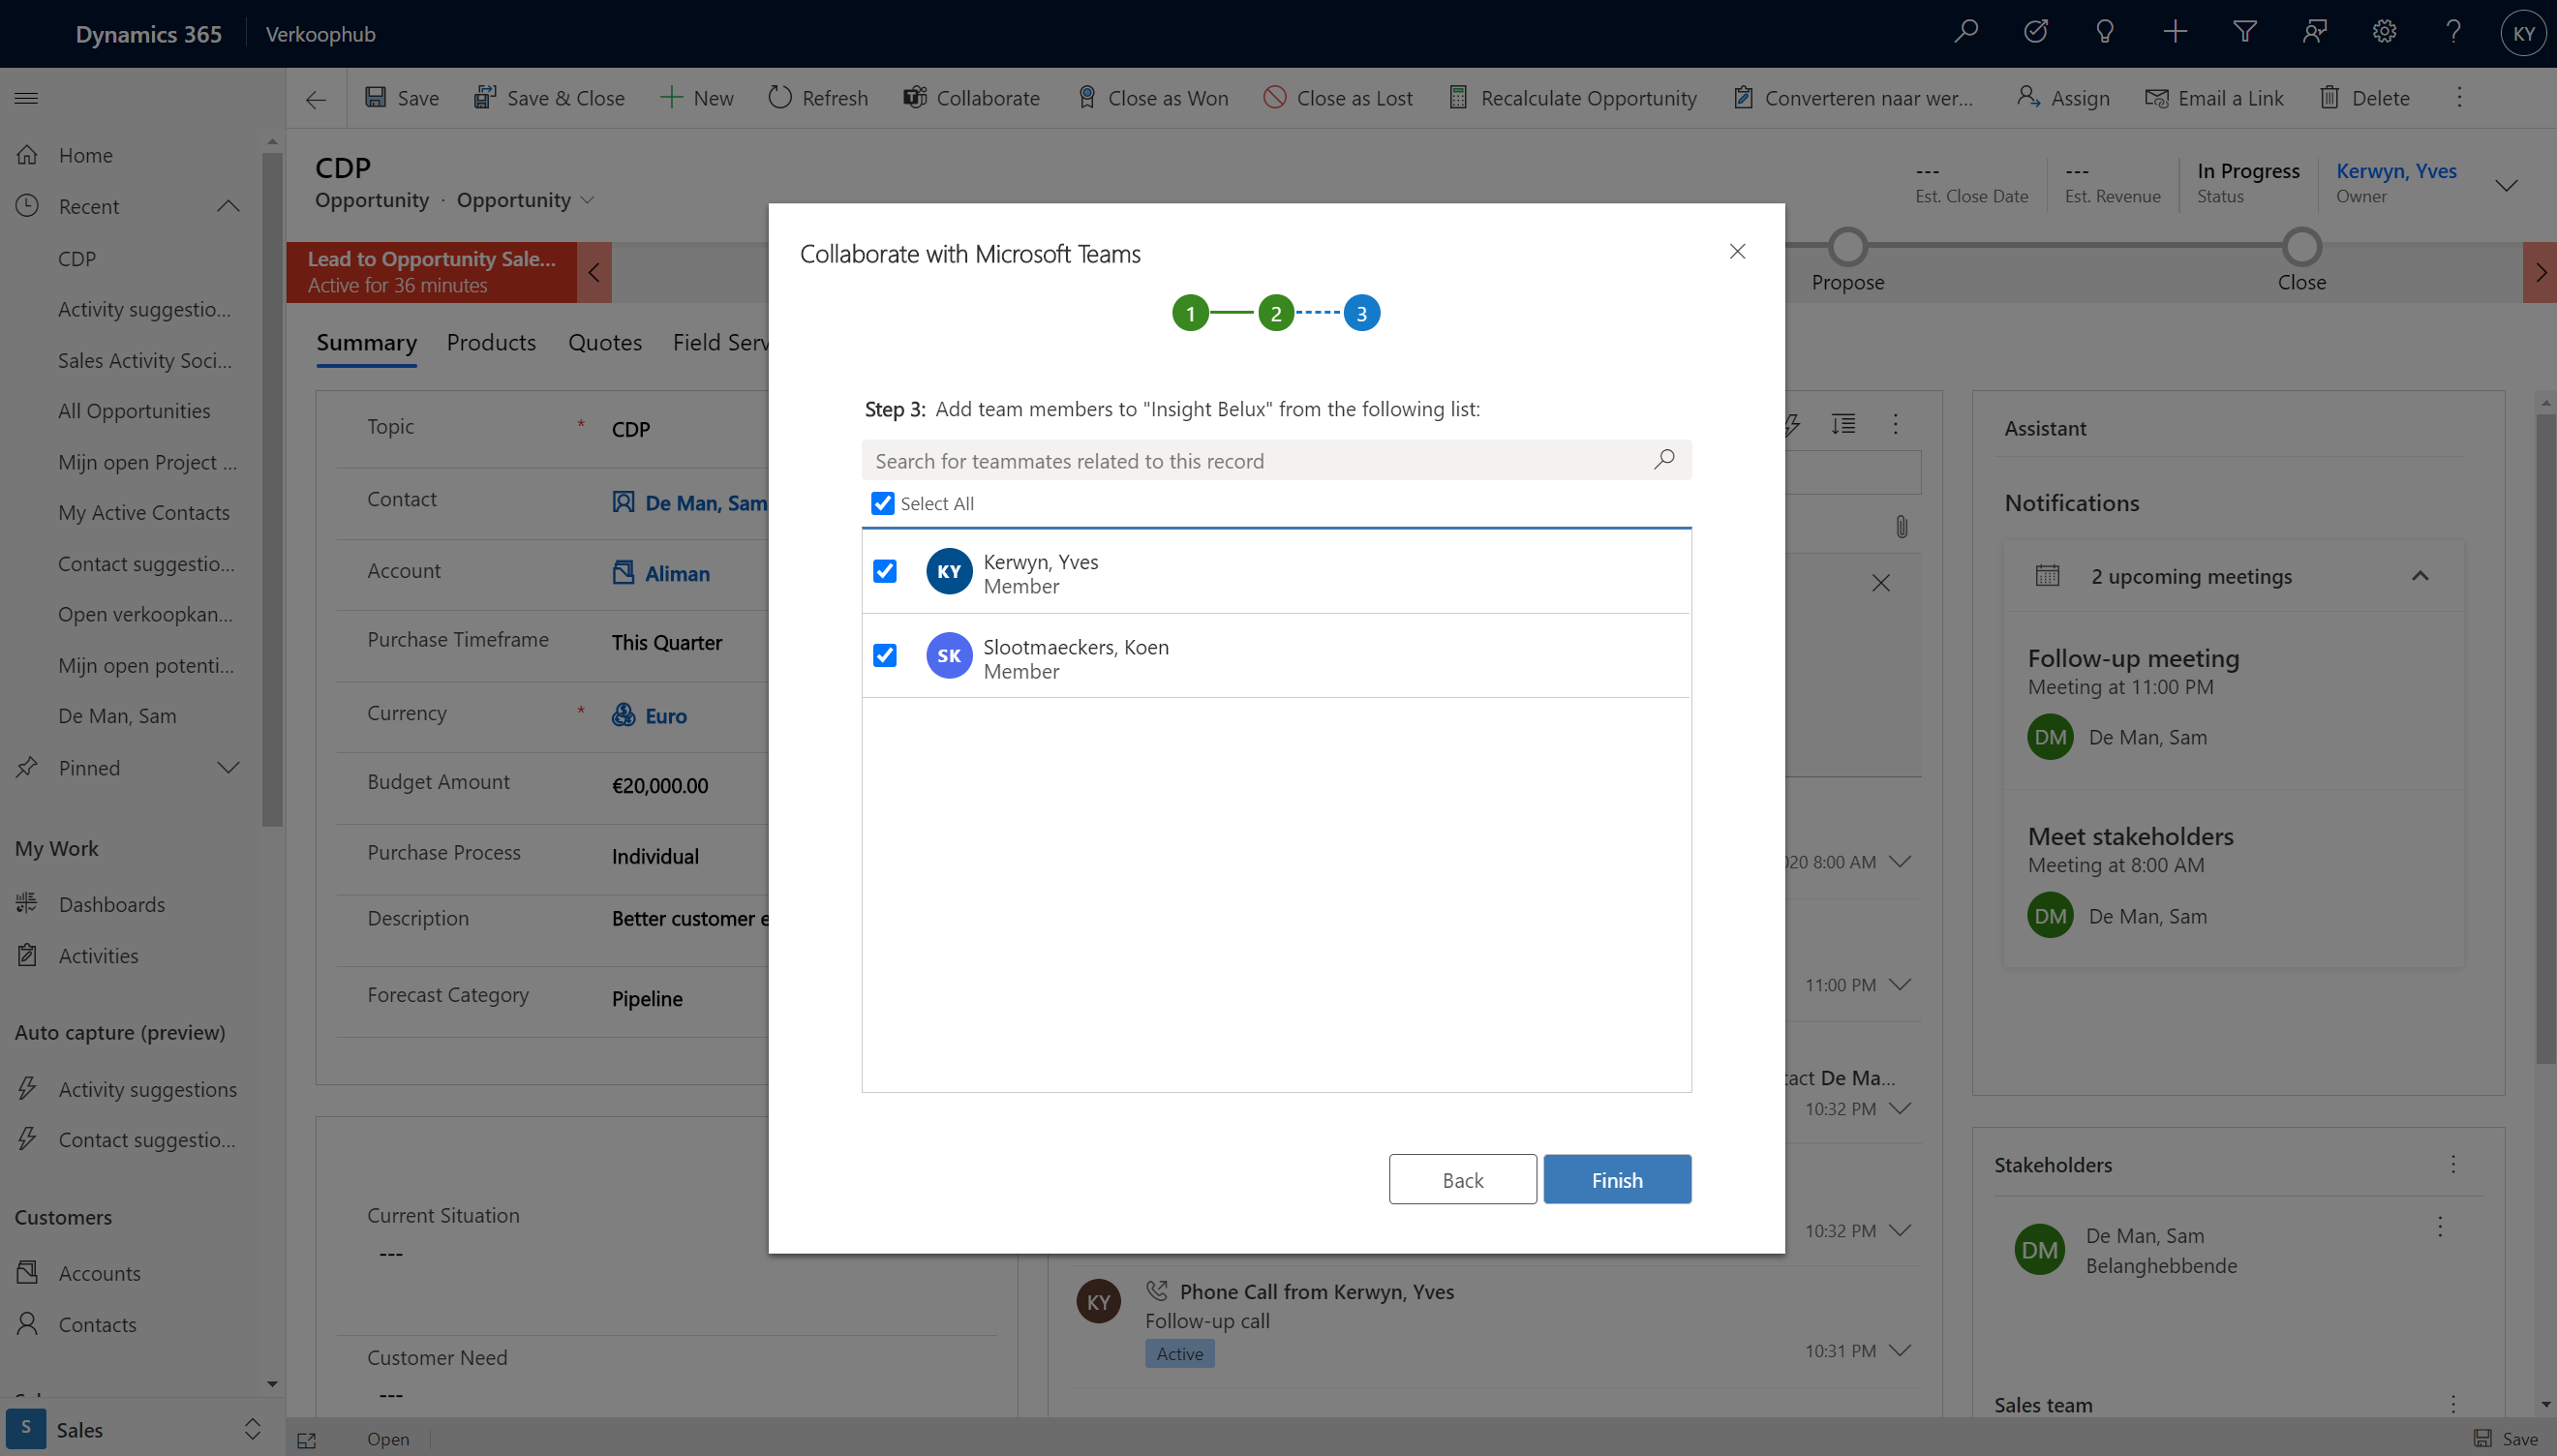 Dynamics 365
Verkoophub
KY
Save
Save & Close
New
Refresh
Collaborate
Close as Won
Close as Lost
Recalculate Opportunity
Converteren naar wer...
Assign
Email a Link
Delete
Home
Recent
CDP
Activity suggestio...
Sales Activity Soci...
All Opportunities
Mijn open Project ...
My Active Contacts
Contact suggestio...
Open verkoopkan...
Mijn open potenti...
De Man, Sam
Pinned
My Work
Dashboards
Activities
Auto capture (preview)
Activity suggestions
Contact suggestio...
Customers
Accounts
Contacts
S
Sales
CDP
Opportunity · Opportunity
---
Est. Close Date
---
Est. Revenue
In Progress
Status
Kerwyn, Yves
Owner
Lead to Opportunity Sale...
Active for 36 minutes
Propose
Close
Summary
Products
Quotes
Field Serv
Topic * CDP
Contact De Man, Sam
Account Aliman
Purchase Timeframe This Quarter
Currency * Euro
Budget Amount €20,000.00
Purchase Process Individual
Description Better customer e
Forecast Category Pipeline
Current Situation
---
Customer Need
---
Collaborate with Microsoft Teams
1
2
3
Step 3: Add team members to "Insight Belux" from the following list:
Search for teammates related to this record
Select All
KY
Kerwyn, Yves
Member
SK
Slootmaeckers, Koen
Member
Back
Finish
020 8:00 AM
11:00 PM
tact De Ma...
10:32 PM
10:32 PM
KY
Phone Call from Kerwyn, Yves
Follow-up call
Active
10:31 PM
Assistant
Notifications
2 upcoming meetings
Follow-up meeting
Meeting at 11:00 PM
DM
De Man, Sam
Meet stakeholders
Meeting at 8:00 AM
DM
De Man, Sam
Stakeholders
DM
De Man, Sam
Belanghebbende
Sales team
Open
Save